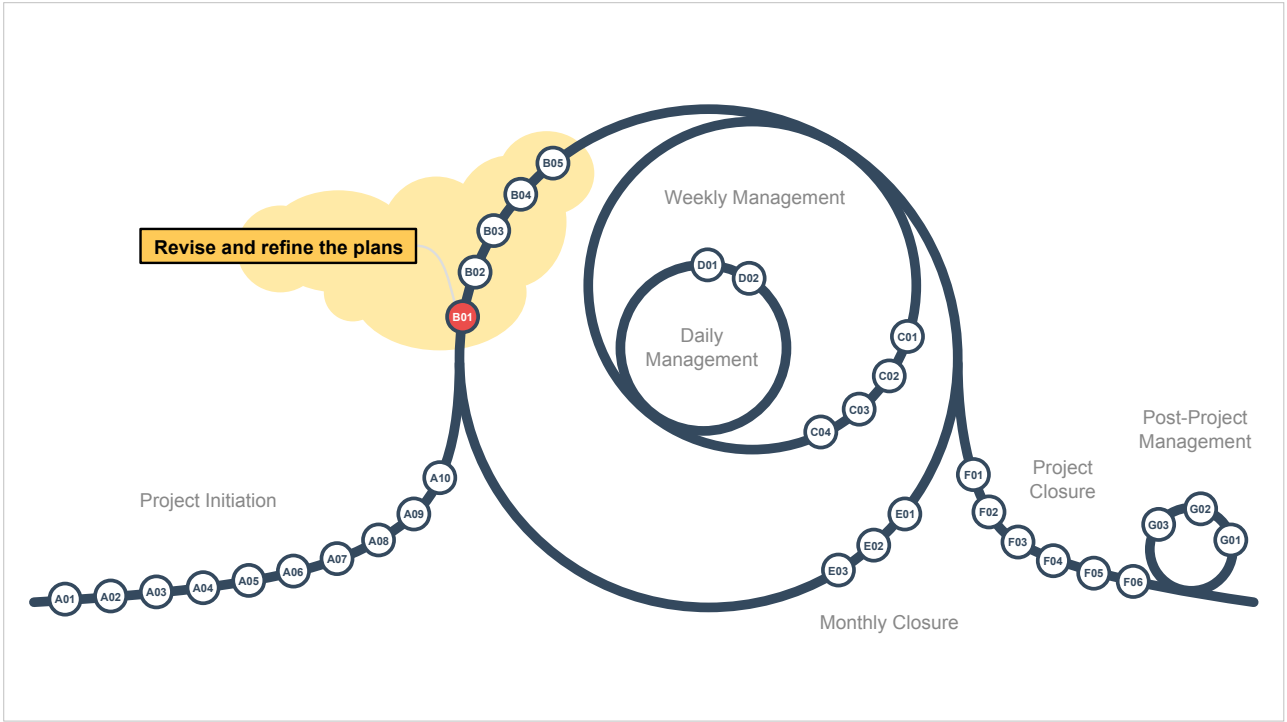 Revise and refine the plans
Project Initiation
A01
A02
A03
A04
A05
A06
A07
A08
A09
A10
B01
B02
B03
B04
B05
Weekly Management
Daily
Management
D01
D02
C01
C02
C03
C04
E01
E02
E03
Monthly Closure
Project
Closure
F01
F02
F03
F04
F05
F06
Post-Project
Management
G01
G02
G03